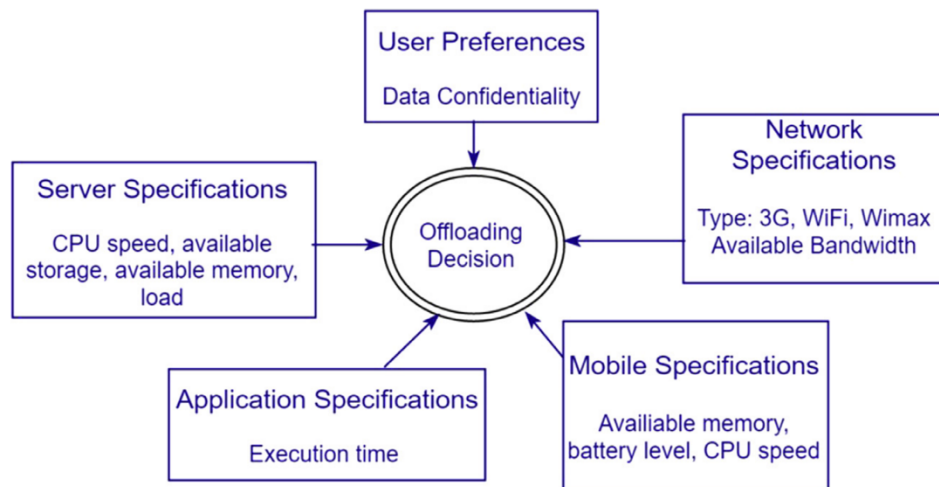 User Preferences
Data Confidentiality
Network
Specifications
Type: 3G, WiFi, Wimax
Available Bandwidth
Server Specifications
CPU speed, available
storage, available memory,
load
Offloading
Decision
Application Specifications
Execution time
Mobile Specifications
Availiable memory,
battery level, CPU speed